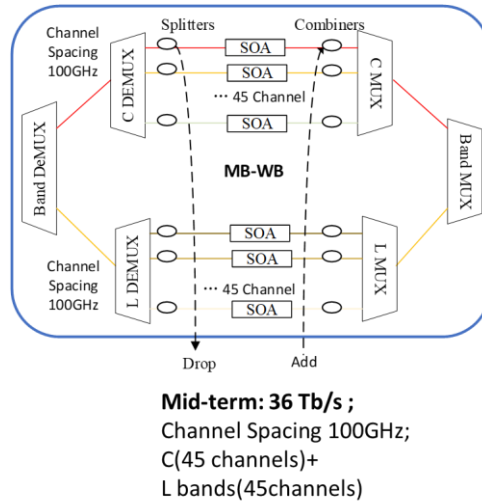 Channel
Spacing
100GHz
Splitters
Combiners
C DEMUX
SOA
SOA
··· 45 Channel
SOA
C MUX
Band DeMUX
MB-WB
Band MUX
Channel
Spacing
100GHz
L DEMUX
SOA
SOA
··· 45 Channel
SOA
L MUX
Drop
Add
Mid-term: 36 Tb/s ;
Channel Spacing 100GHz;
C(45 channels)+
L bands(45channels)